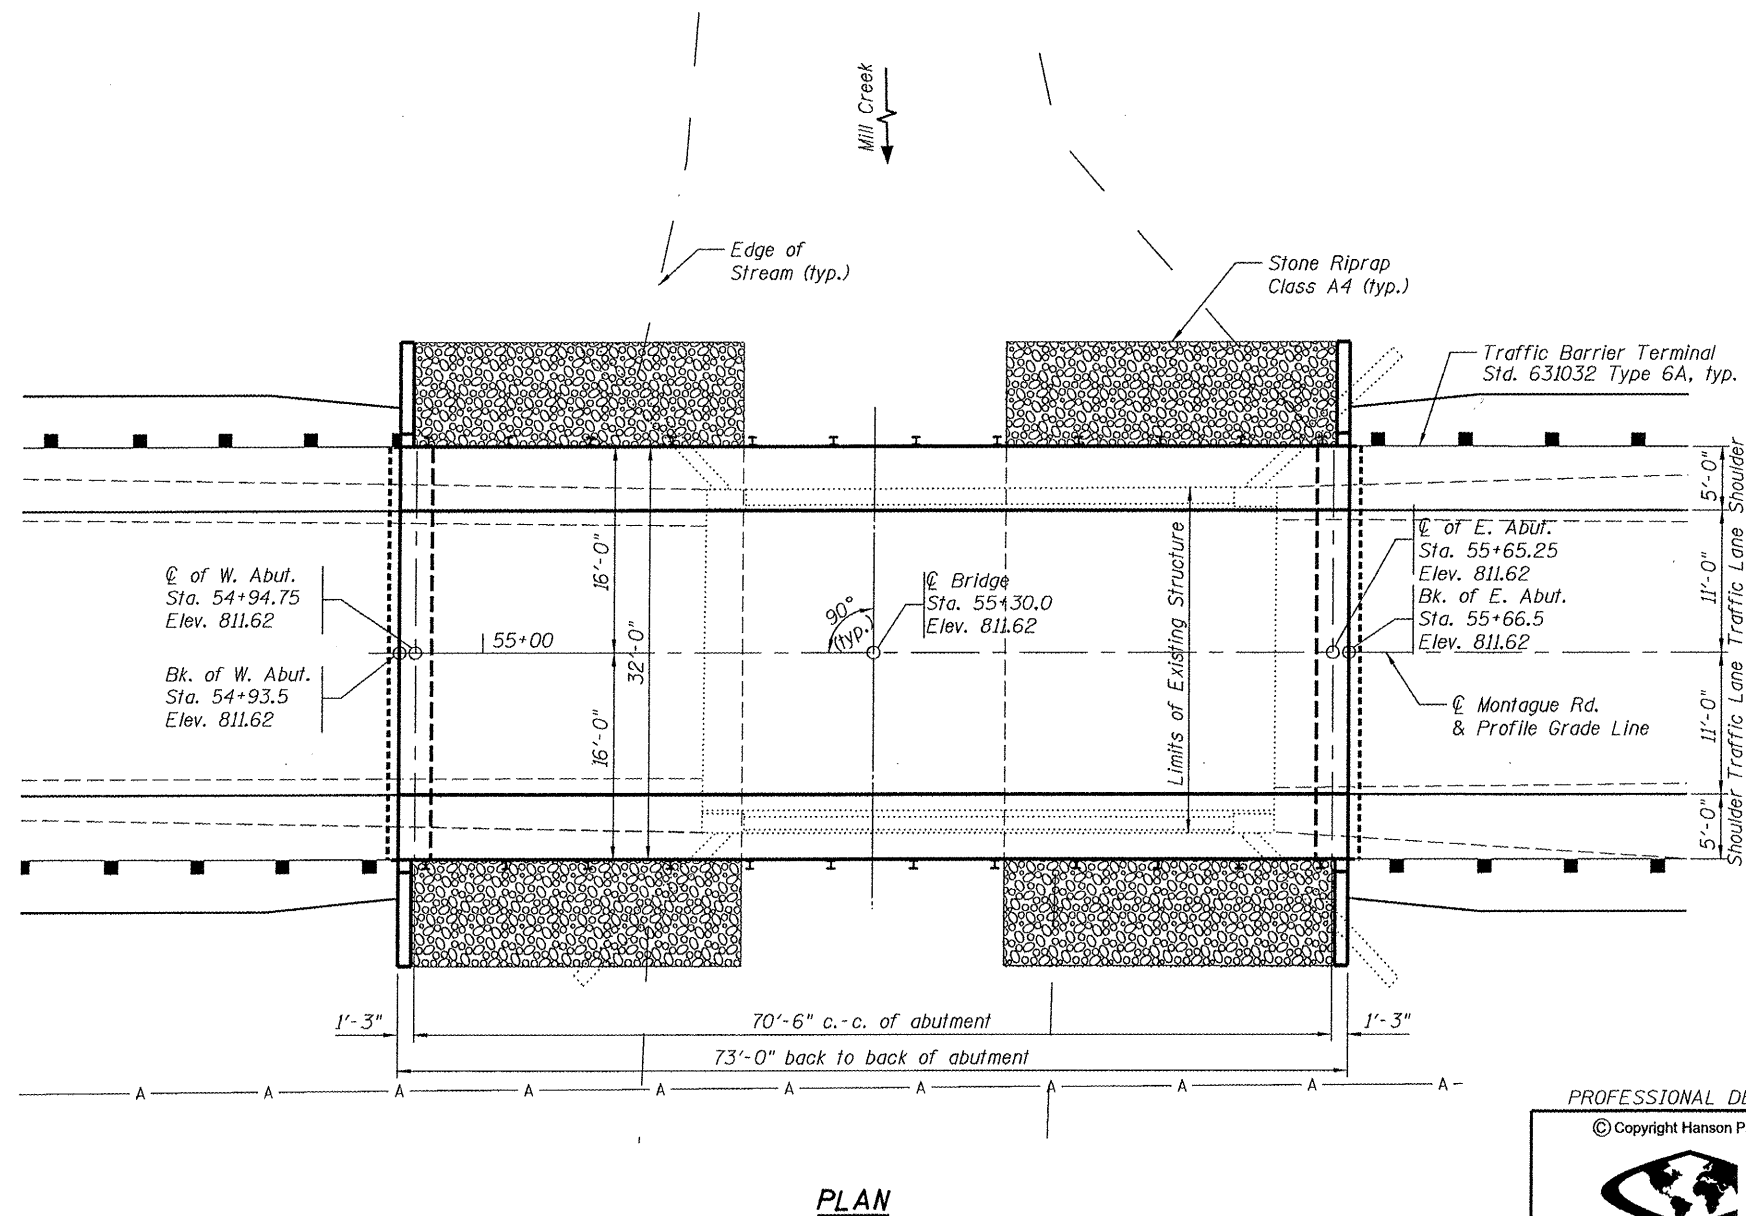 Mill Creek
Edge of
Stream (typ.)
Stone Riprap
Class A4 (typ.)
Traffic Barrier Terminal
Std. 631032 Type 6A, typ.
5'-0"
Shoulder
11'-0"
Traffic Lane
11'-0"
Traffic Lane
5'-0"
Shoulder
℄ of W. Abut.
Sta. 54+94.75
Elev. 811.62
Bk. of W. Abut.
Sta. 54+93.5
Elev. 811.62
55+00
16'-0"
16'-0"
32'-0"
90°
(typ.)
℄ Bridge
Sta. 55+30.0
Elev. 811.62
Limits of Existing Structure
℄ of E. Abut.
Sta. 55+65.25
Elev. 811.62
Bk. of E. Abut.
Sta. 55+66.5
Elev. 811.62
℄ Montague Rd.
& Profile Grade Line
1'-3"
70'-6" c.-c. of abutment
1'-3"
73'-0" back to back of abutment
A A A A A A A A A A A
PLAN
PROFESSIONAL DE
© Copyright Hanson P